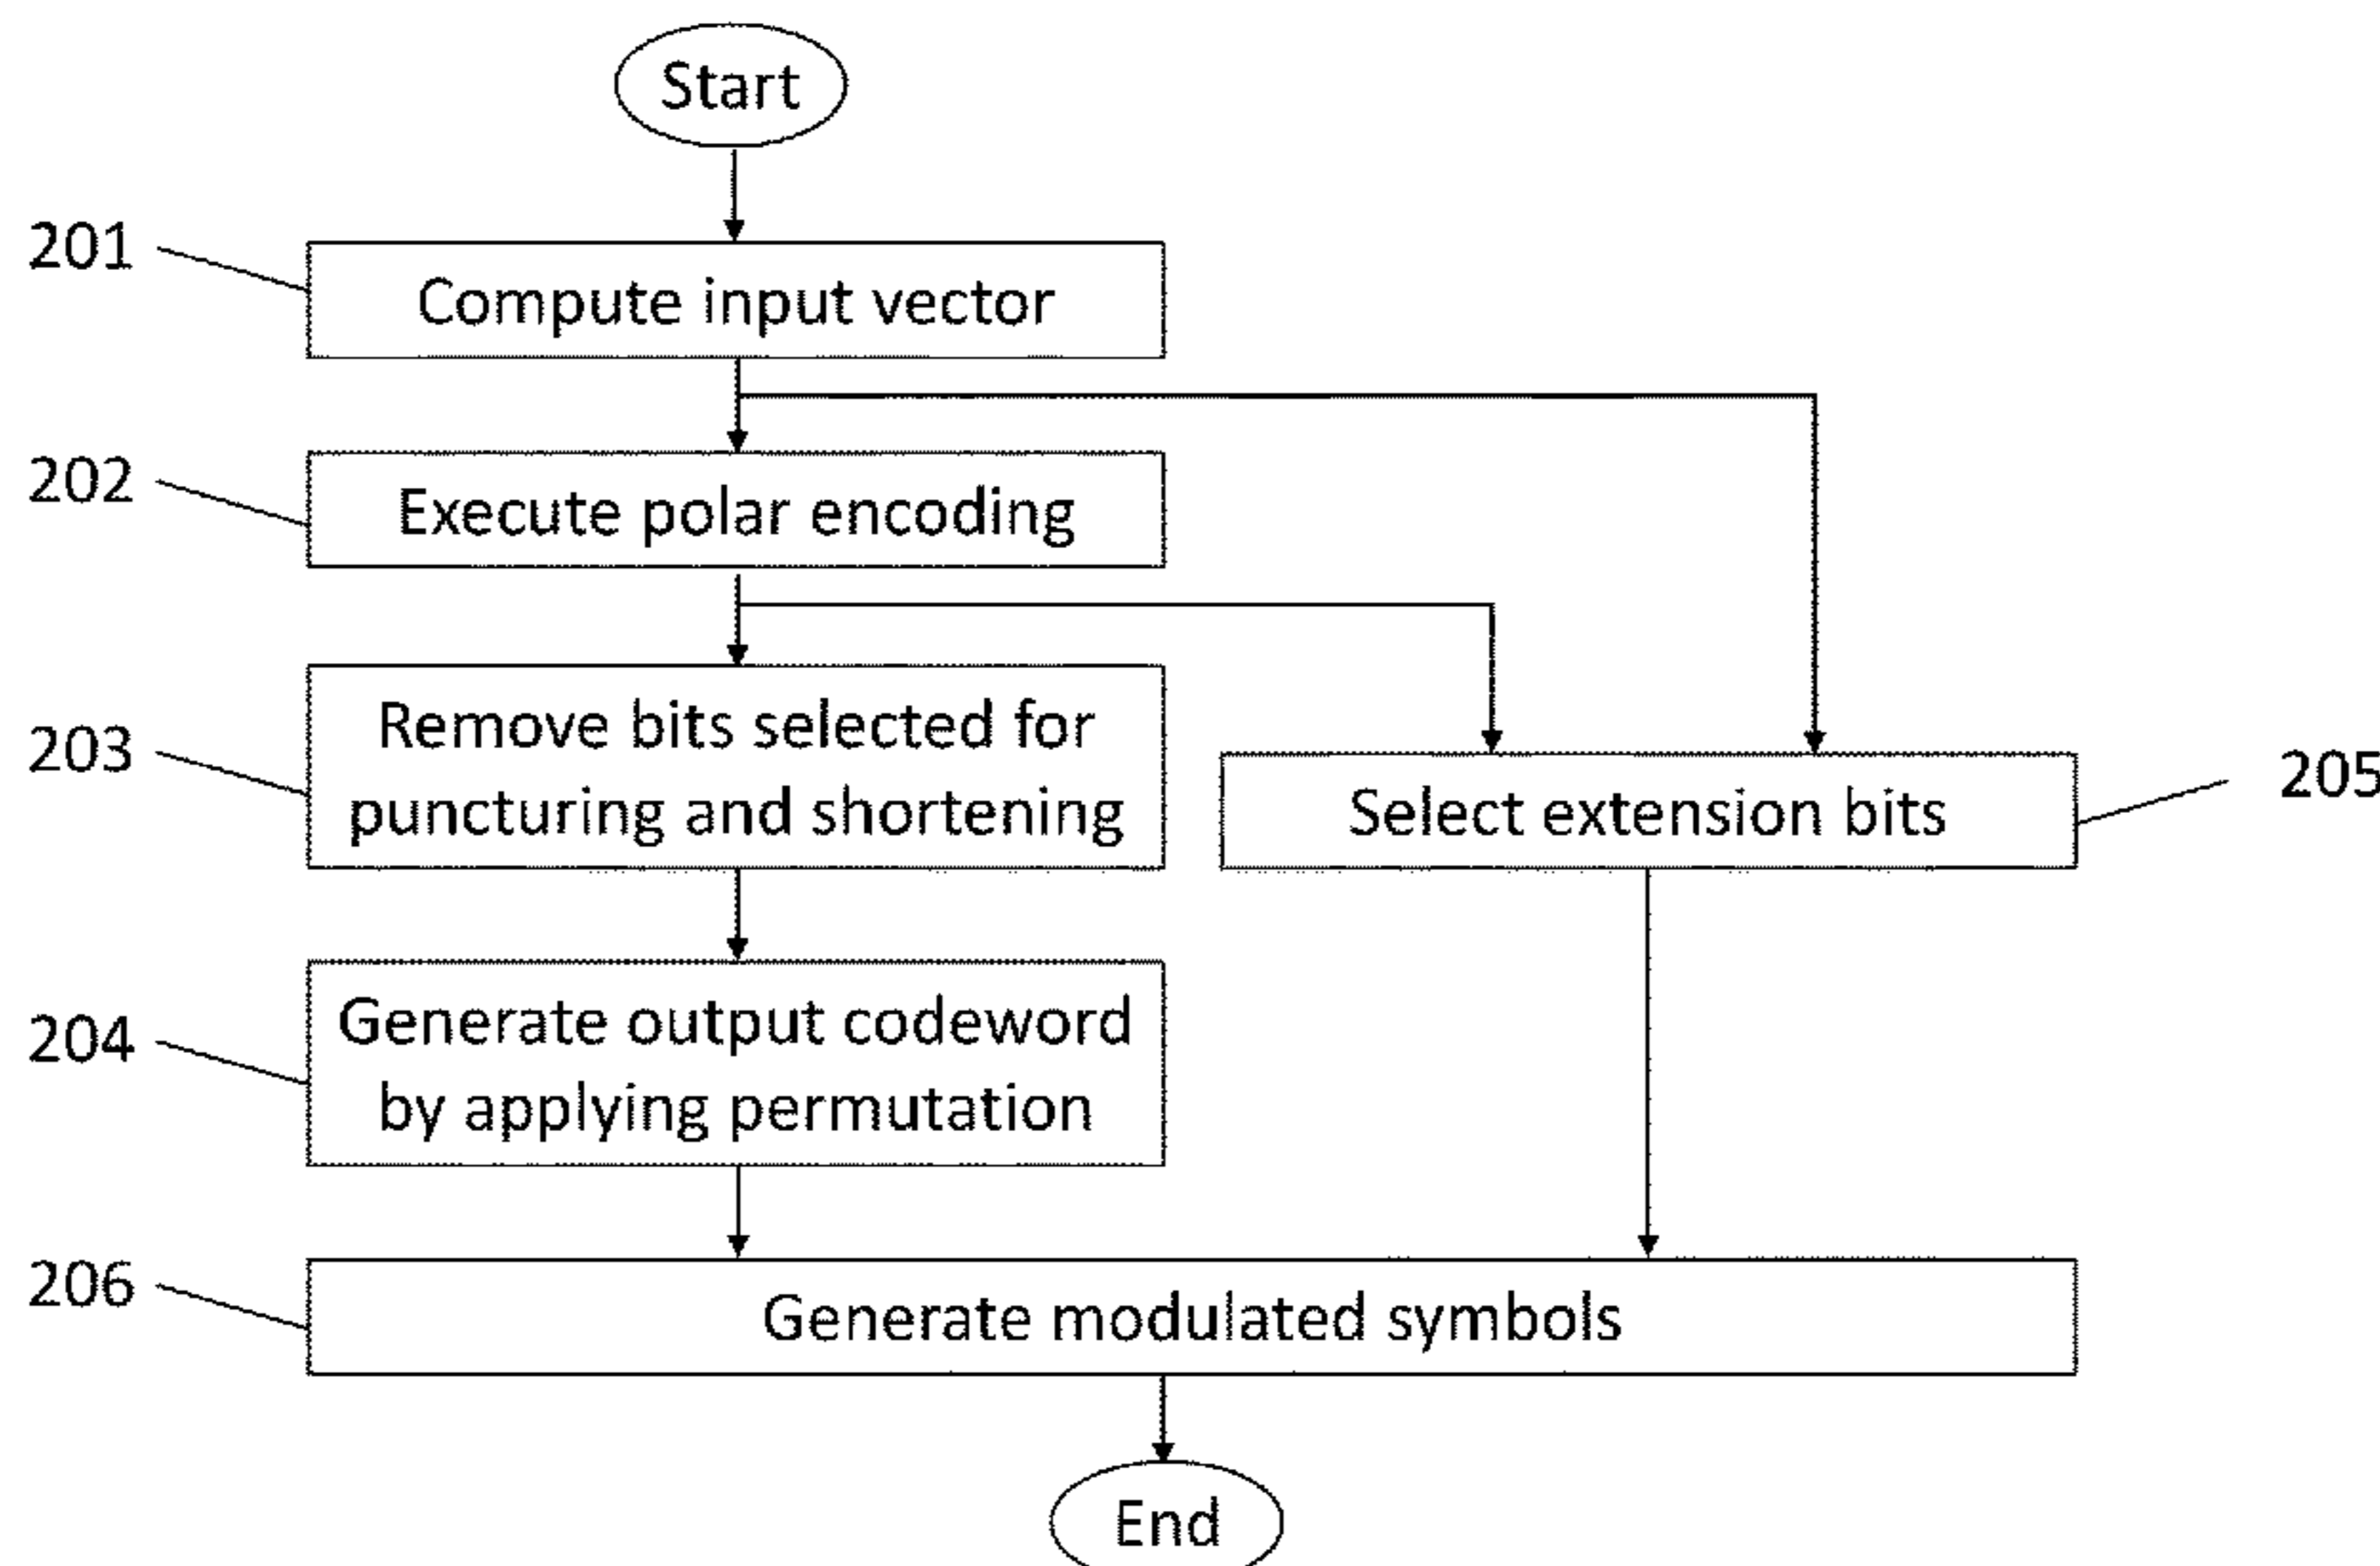 Start
201
Compute input vector
202
Execute polar encoding
203
Remove bits selected for
puncturing and shortening
Select extension bits
205
204
Generate output codeword
by applying permutation
206
Generate modulated symbols
End